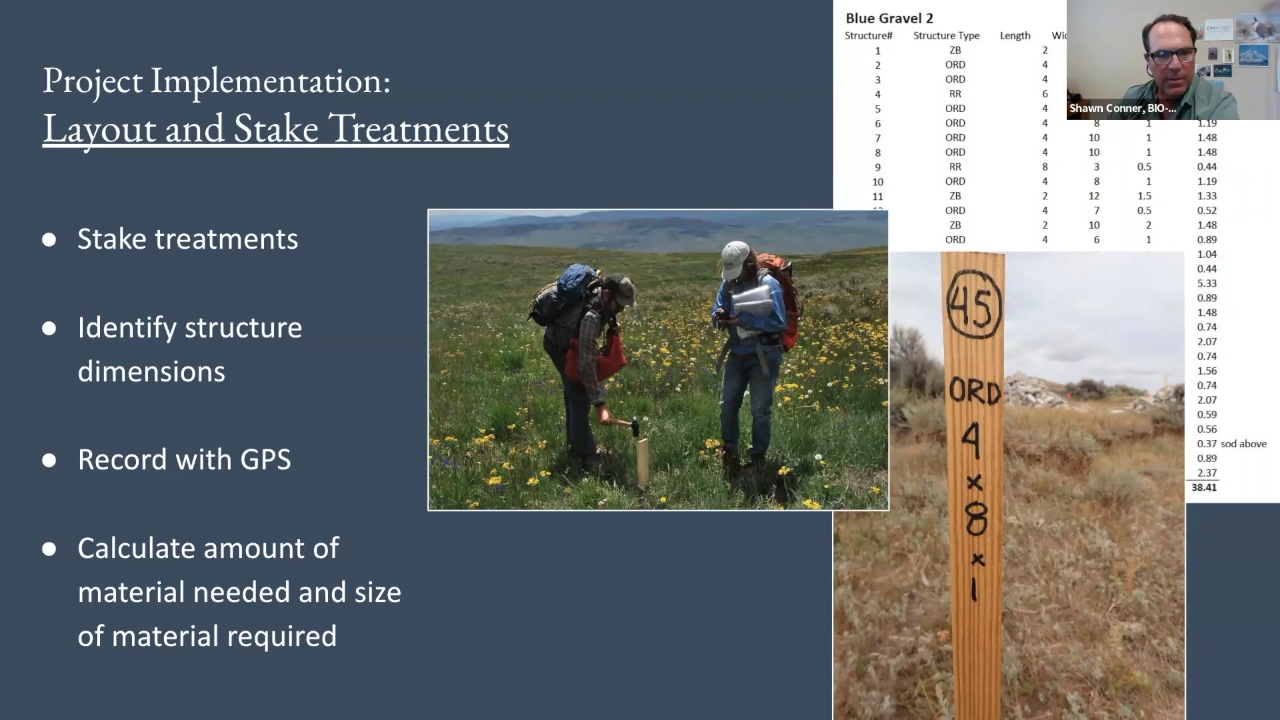 Project Implementation:
Layout and Stake Treatments
● Stake treatments
● Identify structure
dimensions
● Record with GPS
● Calculate amount of
material needed and size
of material required
Blue Gravel 2
Structure# Structure Type Length
1 ZB 2
2 ORD 4
3 ORD 4
4 RR 6
5 ORD 4
6 ORD 4 8 1 1.19
7 ORD 4 10 1 1.48
8 ORD 4 10 1 1.48
9 RR 8 3 0.5 0.44
10 ORD 4 8 1 1.19
11 ZB 2 12 1.5 1.33
ORD 4 7 0.5 0.52
ZB 2 10 2 1.48
ORD 4 6 1 0.89
1.04
0.44
5.33
0.89
1.48
0.74
2.07
0.74
1.56
0.74
2.07
0.59
0.56
0.37 sod above
0.89
2.37
38.41
Shawn Conner, BIO-...
45
ORD
4
x
8
x
1